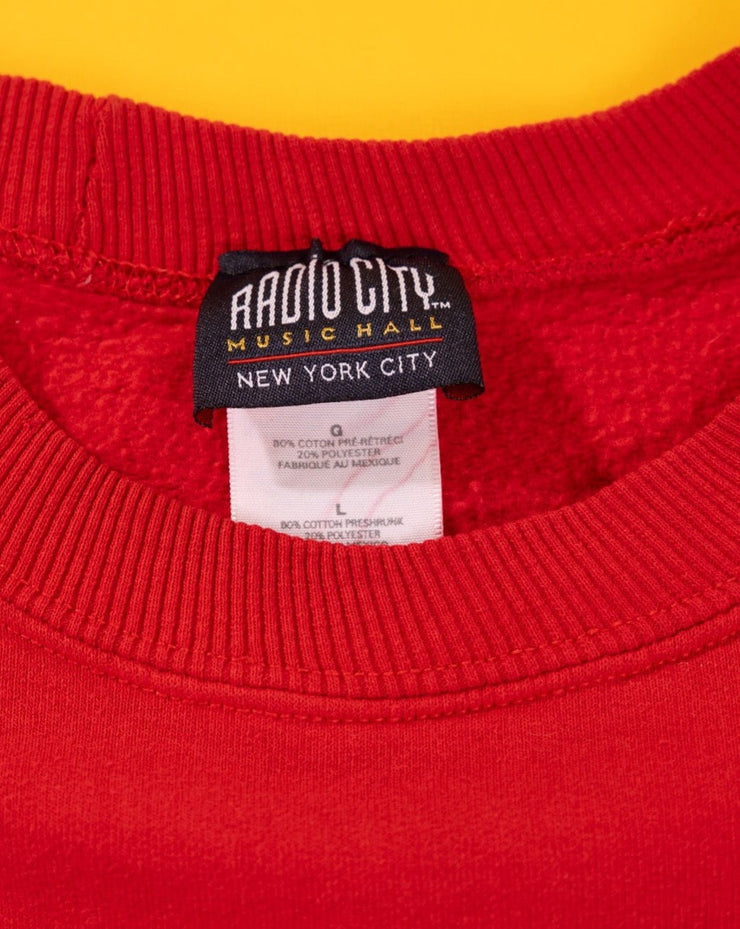 RADIO CITY™
MUSIC HALL
NEW YORK CITY
G
80% COTON PRÉ-RÉTRÉCI
20% POLYESTER
FABRIQUÉ AU MEXIQUE
L
80% COTTON PRESHRUNK
20% POLYESTER
MEXICO